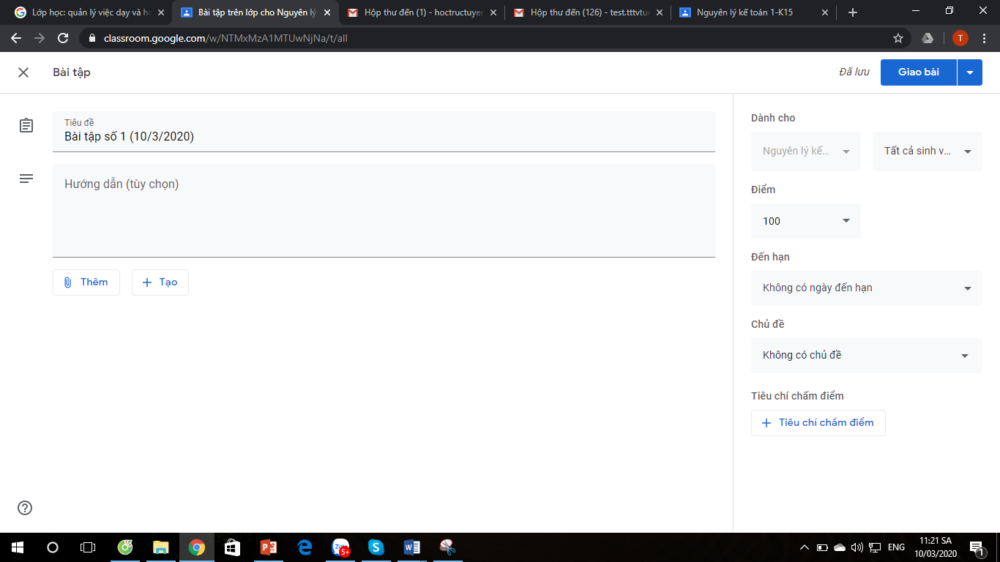 Lớp học: quản lý việc dạy và họ
Bài tập trên lớp cho Nguyên lý
Hộp thư đến (1) - hoctructuyen
Hộp thư đến (126) - test.tttvtue
Nguyên lý kế toán 1-K15
classroom.google.com/w/NTMxMzA1MTUwNjNa/t/all
T
Bài tập
Đã lưu
Giao bài
Tiêu đề
Bài tập số 1 (10/3/2020)
Hướng dẫn (tùy chọn)
Thêm
Tạo
Dành cho
Nguyên lý kế...
Tất cả sinh v...
Điểm
100
Đến hạn
Không có ngày đến hạn
Chủ đề
Không có chủ đề
Tiêu chí chấm điểm
Tiêu chí chấm điểm
Zalo
5+
ENG
11:21 SA
10/03/2020
1